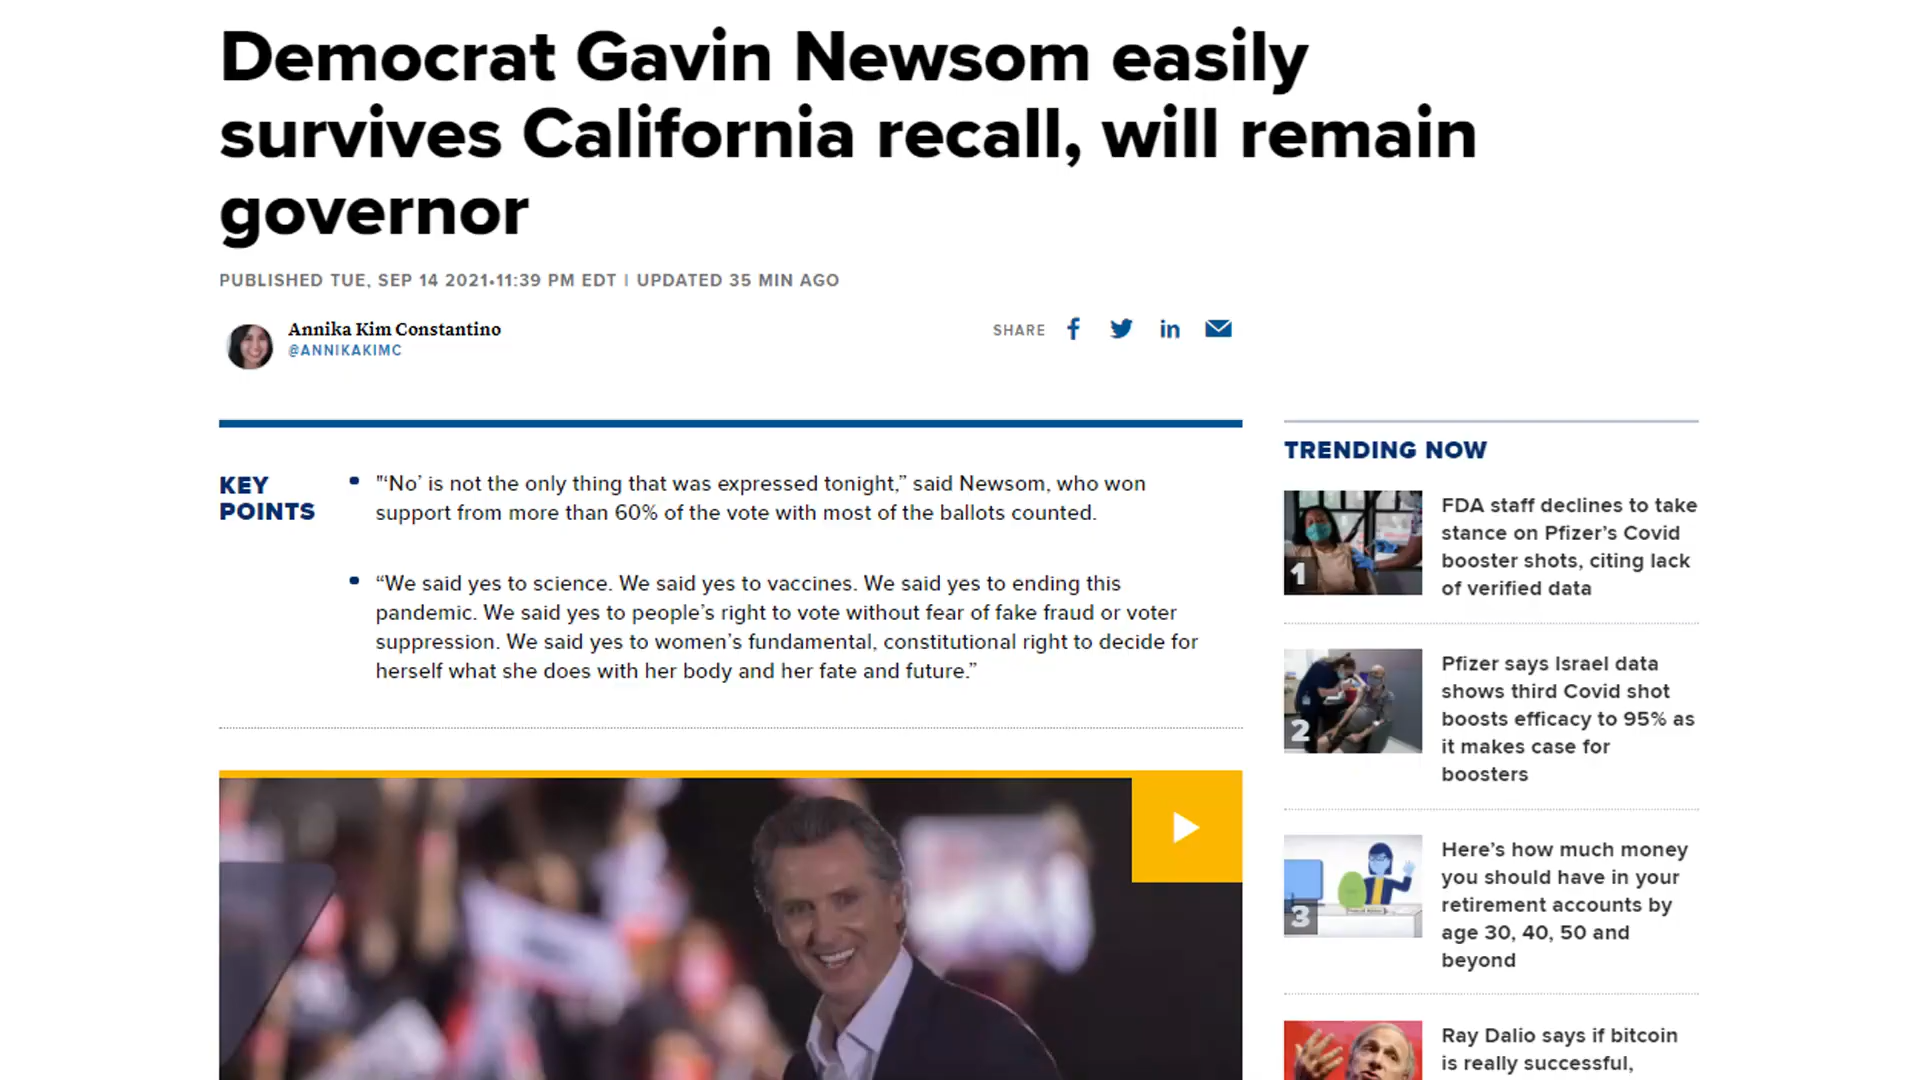 Democrat Gavin Newsom easily
survives California recall, will remain
governor
PUBLISHED TUE, SEP 14 2021•11:39 PM EDT | UPDATED 35 MIN AGO
Annika Kim Constantino
@ANNIKAKIMC
SHARE
KEY
POINTS
"‘No’ is not the only thing that was expressed tonight,” said Newsom, who won
support from more than 60% of the vote with most of the ballots counted.
“We said yes to science. We said yes to vaccines. We said yes to ending this
pandemic. We said yes to people’s right to vote without fear of fake fraud or voter
suppression. We said yes to women’s fundamental, constitutional right to decide for
herself what she does with her body and her fate and future.”
TRENDING NOW
1
FDA staff declines to take
stance on Pfizer’s Covid
booster shots, citing lack
of verified data
2
Pfizer says Israel data
shows third Covid shot
boosts efficacy to 95% as
it makes case for
boosters
3
Here’s how much money
you should have in your
retirement accounts by
age 30, 40, 50 and
beyond
Ray Dalio says if bitcoin
is really successful,